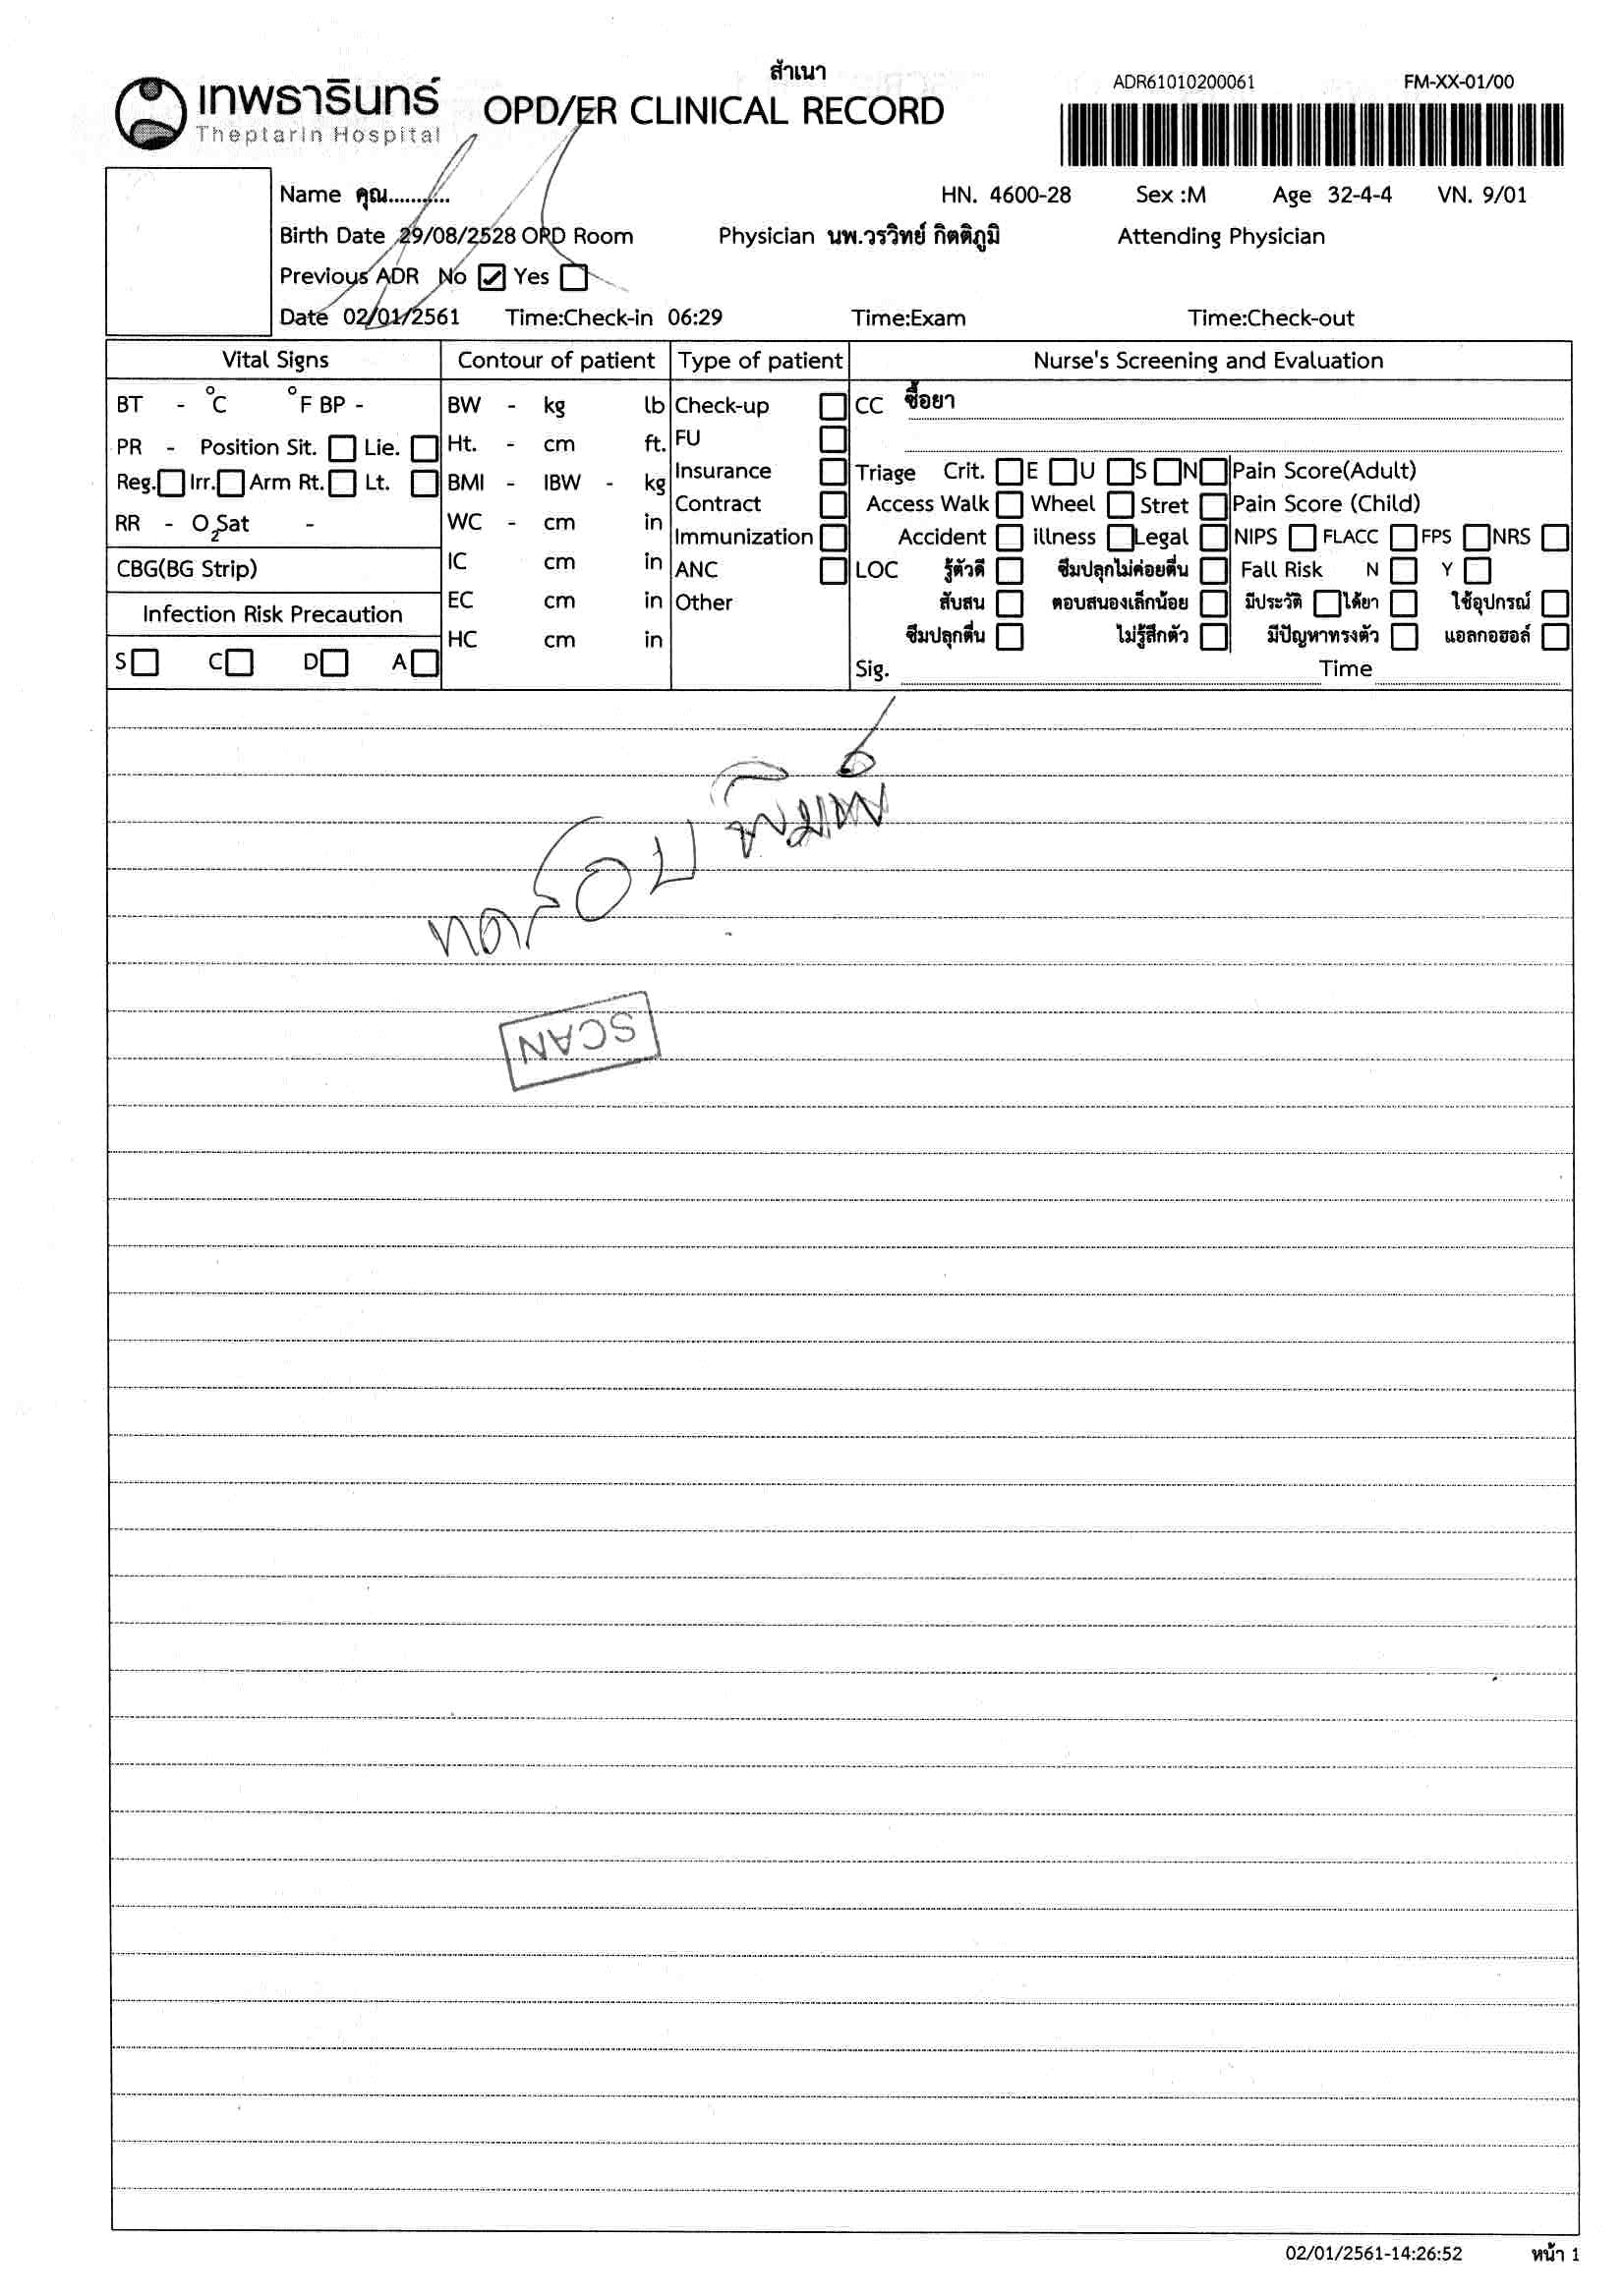 สำเนา
เทพธารินทร์
Theptarin Hospital
OPD/ER CLINICAL RECORD
ADR61010200061 FM-XX-01/00
Name คุณ........... HN. 4600-28 Sex :M Age 32-4-4 VN. 9/01
Birth Date 29/08/2528 OPD Room Physician นพ.วรวิทย์ กิตติภูมิ Attending Physician
Previous ADR No ☑ Yes ☐
Date 02/01/2561 Time:Check-in 06:29 Time:Exam Time:Check-out
Vital Signs Contour of patient Type of patient Nurse's Screening and Evaluation
BT - °C °F BP - BW - kg lb Check-up ☐ CC ซื้อยา
PR - Position Sit. ☐ Lie. ☐ Ht. - cm ft. FU ☐
Reg. ☐ Irr. ☐ Arm Rt. ☐ Lt. ☐ BMI - IBW - kg Insurance ☐ Triage Crit. ☐ E ☐ U ☐ S ☐ N ☐ Pain Score(Adult)
Contract ☐ Access Walk ☐ Wheel ☐ Stret ☐ Pain Score (Child)
RR - O2Sat - WC - cm in Immunization ☐ Accident ☐ illness ☐ Legal ☐ NIPS ☐ FLACC ☐ FPS ☐ NRS ☐
CBG(BG Strip) IC cm in ANC ☐ LOC รู้ตัวดี ☐ ซึมปลุกไม่ค่อยตื่น ☐ Fall Risk N ☐ Y ☐
Infection Risk Precaution EC cm in Other สับสน ☐ ตอบสนองเล็กน้อย ☐ มีประวัติ ☐ ได้ยา ☐ ใช้อุปกรณ์ ☐
HC cm in ซึมปลุกตื่น ☐ ไม่รู้สึกตัว ☐ มีปัญหาทรงตัว ☐ แอลกอฮอล์ ☐
S ☐ C ☐ D ☐ A ☐ Sig. Time
ทดสอบ พิมพ์
SCAN
02/01/2561-14:26:52 หน้า 1